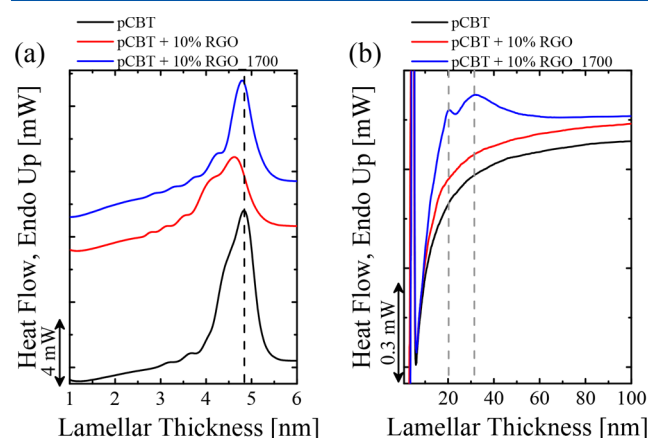 pCBT
pCBT + 10% RGO
pCBT + 10% RGO_1700
(a)
Heat Flow, Endo Up [mW]
4 mW
1 2 3 4 5 6
Lamellar Thickness [nm]
pCBT
pCBT + 10% RGO
pCBT + 10% RGO_1700
(b)
Heat Flow, Endo Up [mW]
0.3 mW
20 40 60 80 100
Lamellar Thickness [nm]